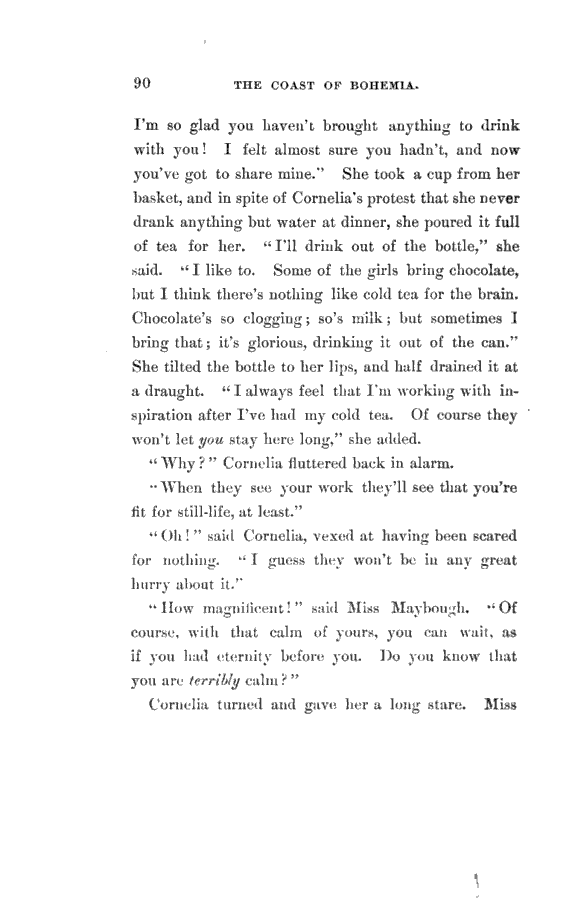 90 THE COAST OF BOHEMIA.
I'm so glad you haven't brought anything to drink
with you! I felt almost sure you hadn't, and now
you've got to share mine." She took a cup from her
basket, and in spite of Cornelia's protest that she never
drank anything but water at dinner, she poured it full
of tea for her. "I'll drink out of the bottle," she
said. "I like to. Some of the girls bring chocolate,
but I think there's nothing like cold tea for the brain.
Chocolate's so clogging; so's milk; but sometimes I
bring that; it's glorious, drinking it out of the can."
She tilted the bottle to her lips, and half drained it at
a draught. "I always feel that I'm working with in-
spiration after I've had my cold tea. Of course they
won't let you stay here long," she added.
"Why?" Cornelia fluttered back in alarm.
"When they see your work they'll see that you're
fit for still-life, at least."
"Oh!" said Cornelia, vexed at having been scared
for nothing. "I guess they won't be in any great
hurry about it."
"How magnificent!" said Miss Maybough. "Of
course, with that calm of yours, you can wait, as
if you had eternity before you. Do you know that
you are terribly calm?"
Cornelia turned and gave her a long stare. Miss